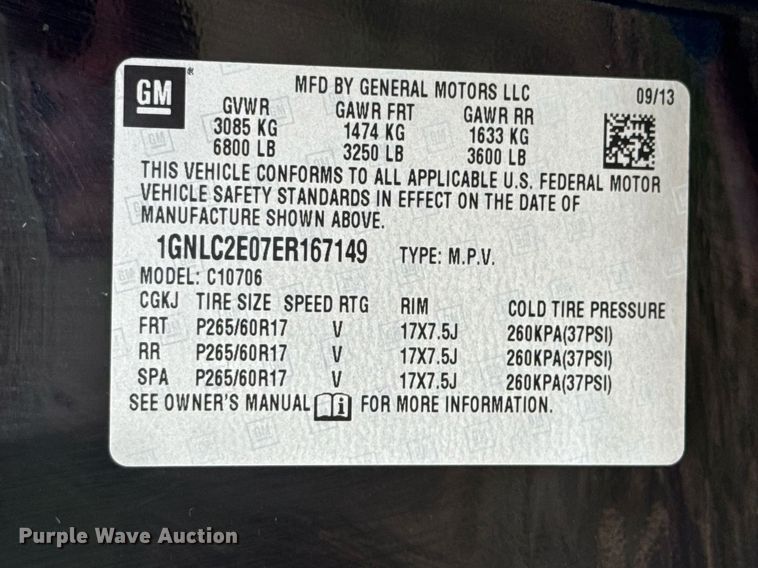 GM
MFD BY GENERAL MOTORS LLC 09/13
GVWR GAWR FRT GAWR RR
3085 KG 1474 KG 1633 KG
6800 LB 3250 LB 3600 LB
THIS VEHICLE CONFORMS TO ALL APPLICABLE U.S. FEDERAL MOTOR
VEHICLE SAFETY STANDARDS IN EFFECT ON THE DATE OF
MANUFACTURE SHOWN ABOVE.
1GNLC2E07ER167149 TYPE: M.P.V.
MODEL: C10706
CGKJ TIRE SIZE SPEED RTG RIM COLD TIRE PRESSURE
FRT P265/60R17 V 17X7.5J 260KPA(37PSI)
RR P265/60R17 V 17X7.5J 260KPA(37PSI)
SPA P265/60R17 V 17X7.5J 260KPA(37PSI)
SEE OWNER'S MANUAL i FOR MORE INFORMATION.
Purple Wave Auction